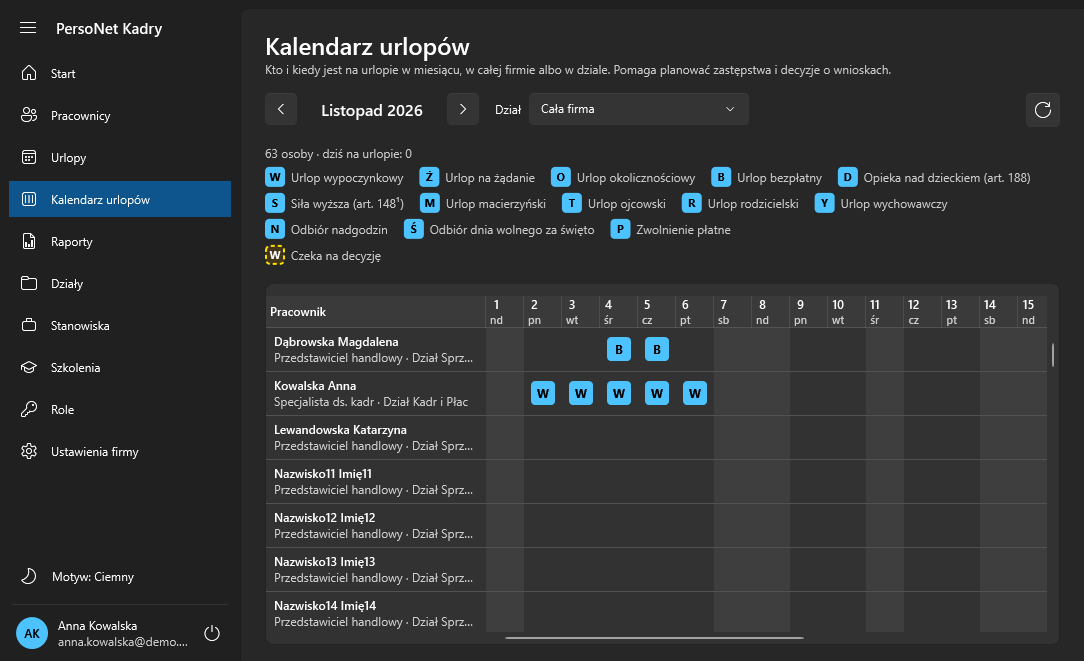 PersoNet Kadry
Start
Pracownicy
Urlopy
Kalendarz urlopów
Raporty
Działy
Stanowiska
Szkolenia
Role
Ustawienia firmy
Motyw: Ciemny
AK
Anna Kowalska
anna.kowalska@demo....
Kalendarz urlopów
Kto i kiedy jest na urlopie w miesiącu, w całej firmie albo w dziale. Pomaga planować zastępstwa i decyzje o wnioskach.
Listopad 2026 Dział Cała firma
63 osoby · dziś na urlopie: 0
W Urlop wypoczynkowy Ż Urlop na żądanie O Urlop okolicznościowy B Urlop bezpłatny D Opieka nad dzieckiem (art. 188)
S Siła wyższa (art. 148¹) M Urlop macierzyński T Urlop ojcowski R Urlop rodzicielski Y Urlop wychowawczy
N Odbiór nadgodzin Ś Odbiór dnia wolnego za święto P Zwolnienie płatne
W Czeka na decyzję
Pracownik 1 2 3 4 5 6 7 8 9 10 11 12 13 14 15
nd pn wt śr cz pt sb nd pn wt śr cz pt sb nd
Dąbrowska Magdalena
Przedstawiciel handlowy · Dział Sprz...
B B
Kowalska Anna
Specjalista ds. kadr · Dział Kadr i Płac
W W W W W
Lewandowska Katarzyna
Przedstawiciel handlowy · Dział Sprz...
Nazwisko11 Imię11
Przedstawiciel handlowy · Dział Sprz...
Nazwisko12 Imię12
Przedstawiciel handlowy · Dział Sprz...
Nazwisko13 Imię13
Przedstawiciel handlowy · Dział Sprz...
Nazwisko14 Imię14
Przedstawiciel handlowy · Dział Sprz...